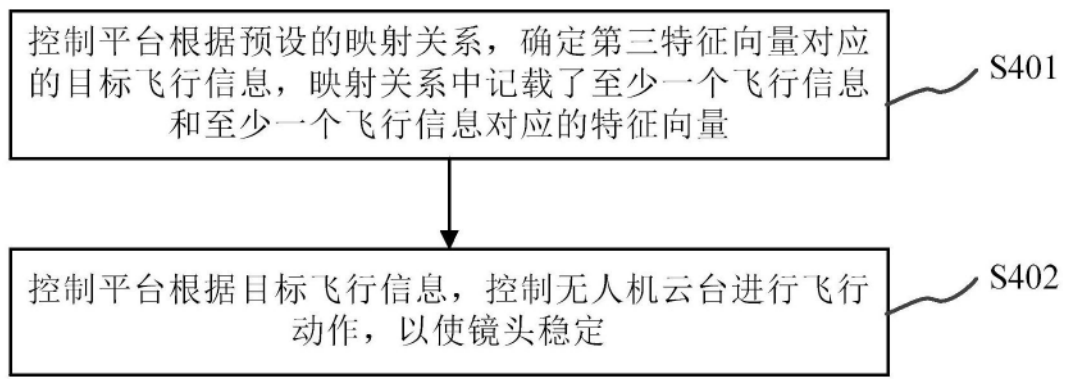 控制平台根据预设的映射关系，确定第三特征向量对应
的目标飞行信息，映射关系中记载了至少一个飞行信息
和至少一个飞行信息对应的特征向量
S401
控制平台根据目标飞行信息，控制无人机云台进行飞行
动作，以使镜头稳定
S402